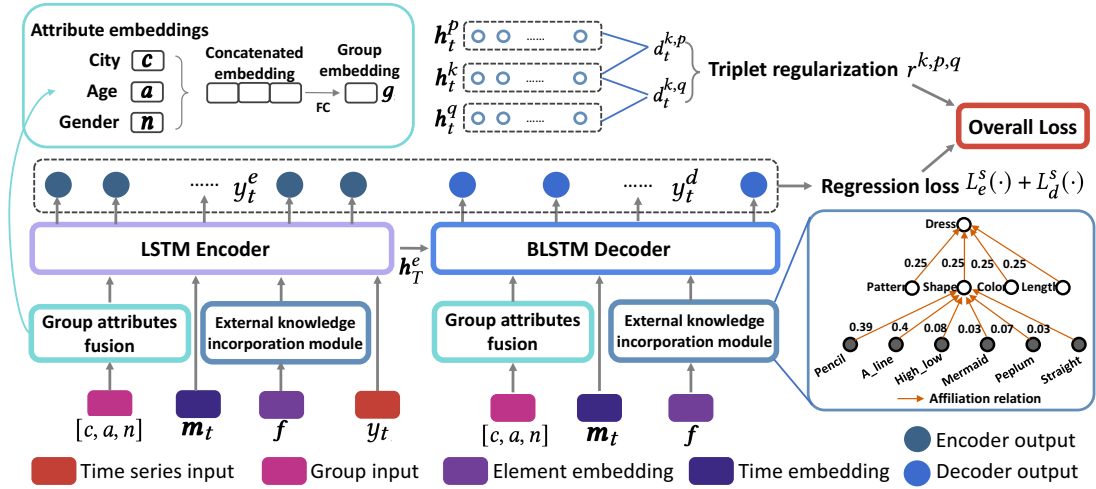 Attribute embeddings
City c
Age a
Gender n
Concatenated embedding
FC
Group embedding
g
h_t^p ......
h_t^k ......
h_t^q ......
d_t^{k,p}
d_t^{k,q}
Triplet regularization r^{k,p,q}
Overall Loss
Regression loss L_e^s(·) + L_d^s(·)
...... y_t^e
...... y_t^d
LSTM Encoder
h_T^e
BLSTM Decoder
Group attributes fusion
External knowledge incorporation module
Group attributes fusion
External knowledge incorporation module
[c, a, n]
m_t
f
y_t
[c, a, n]
m_t
f
Dress
0.25 0.25 0.25 0.25
Pattern Shape Color Length
0.39 0.4 0.08 0.03 0.07 0.03
Pencil A_line High_low Mermaid Peplum Straight
Affiliation relation
Encoder output
Decoder output
Time series input
Group input
Element embedding
Time embedding